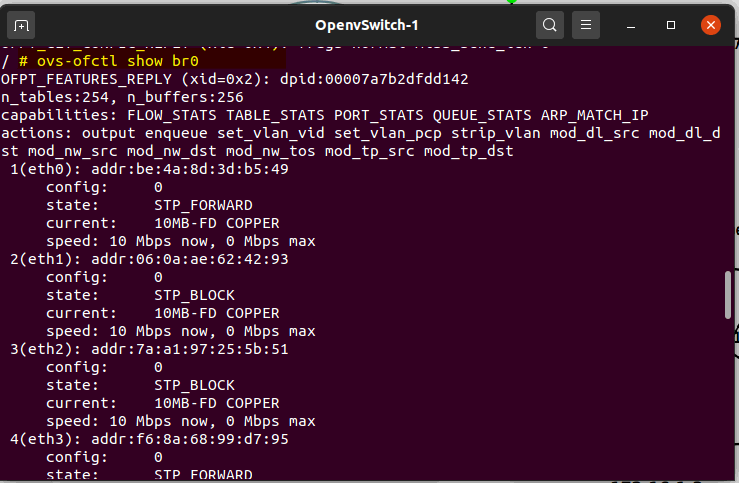 OpenvSwitch-1
/ # ovs-ofctl show br0
OFPT_FEATURES_REPLY (xid=0x2): dpid:00007a7b2dfdd142
n_tables:254, n_buffers:256
capabilities: FLOW_STATS TABLE_STATS PORT_STATS QUEUE_STATS ARP_MATCH_IP
actions: output enqueue set_vlan_vid set_vlan_pcp strip_vlan mod_dl_src mod_dl_d
st mod_nw_src mod_nw_dst mod_nw_tos mod_tp_src mod_tp_dst
1(eth0): addr:be:4a:8d:3d:b5:49
config: 0
state: STP_FORWARD
current: 10MB-FD COPPER
speed: 10 Mbps now, 0 Mbps max
2(eth1): addr:06:0a:ae:62:42:93
config: 0
state: STP_BLOCK
current: 10MB-FD COPPER
speed: 10 Mbps now, 0 Mbps max
3(eth2): addr:7a:a1:97:25:5b:51
config: 0
state: STP_BLOCK
current: 10MB-FD COPPER
speed: 10 Mbps now, 0 Mbps max
4(eth3): addr:f6:8a:68:99:d7:95
config: 0
state: STP_FORWARD